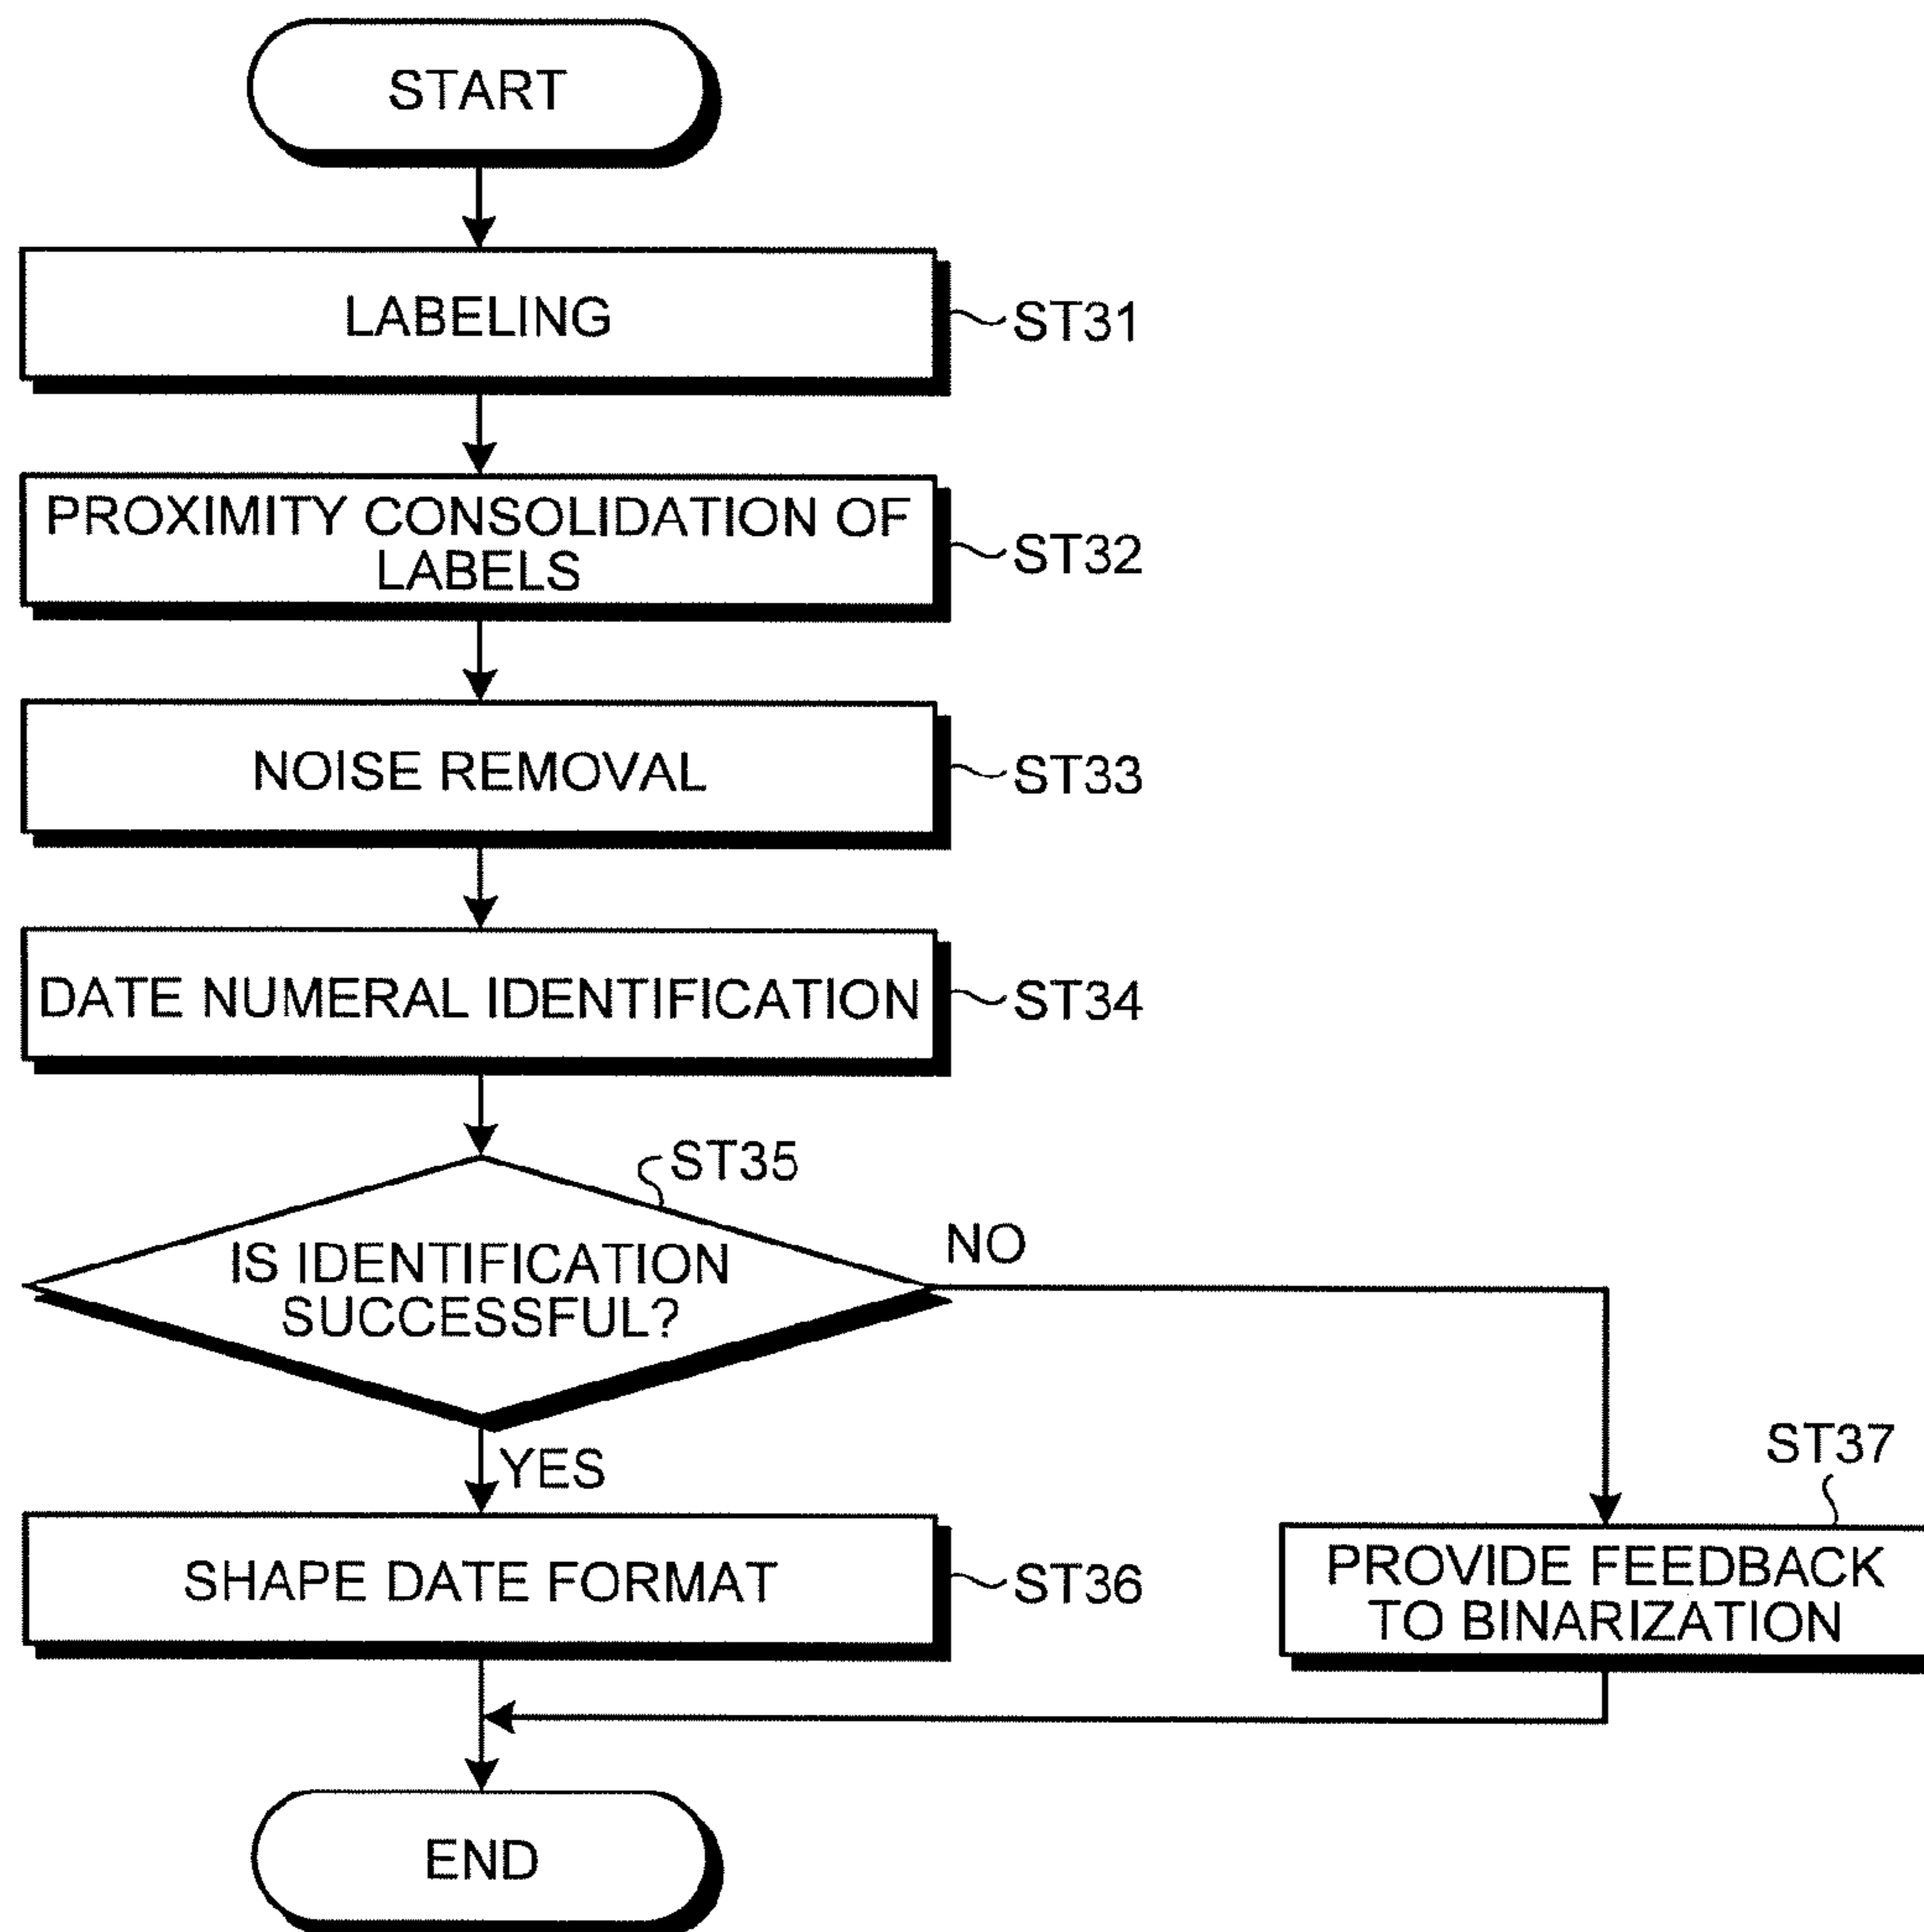 START
LABELING
ST31
PROXIMITY CONSOLIDATION OF
LABELS
ST32
NOISE REMOVAL
ST33
DATE NUMERAL IDENTIFICATION
ST34
ST35
IS IDENTIFICATION
SUCCESSFUL?
NO
YES
SHAPE DATE FORMAT
ST36
ST37
PROVIDE FEEDBACK
TO BINARIZATION
END